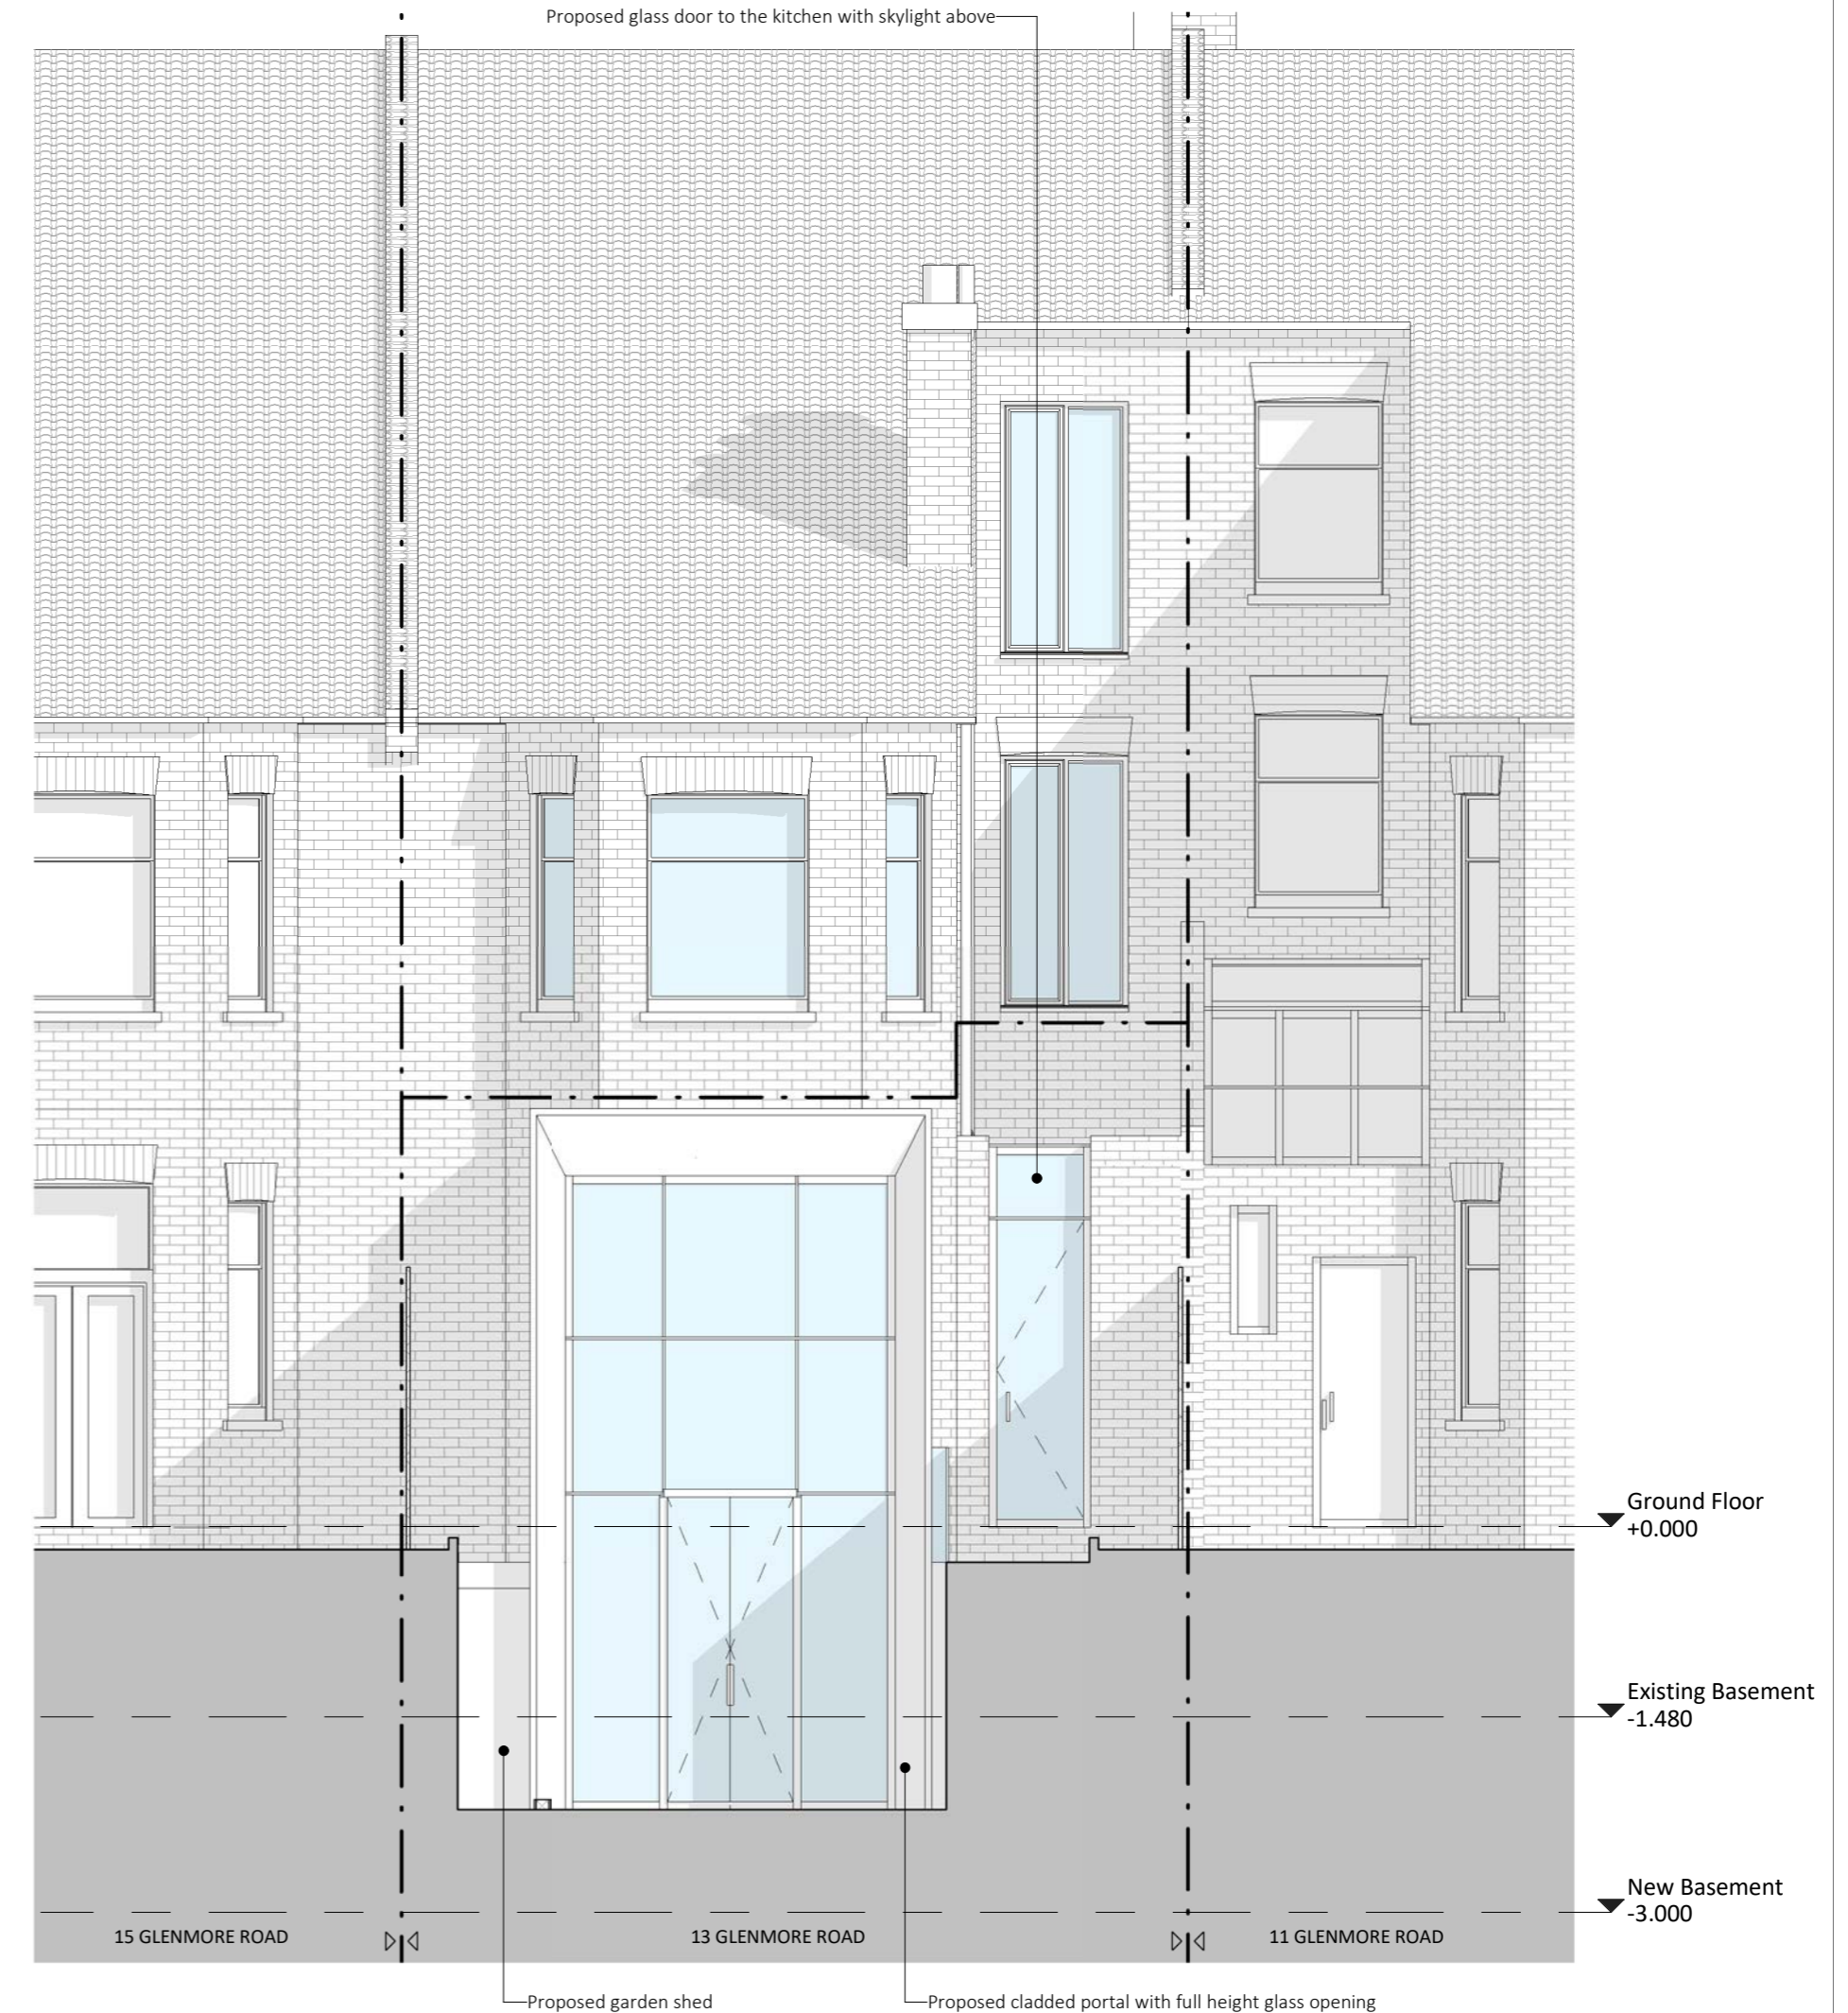 Proposed glass door to the kitchen with skylight above
Ground Floor
+0.000
Existing Basement
-1.480
New Basement
-3.000
15 GLENMORE ROAD
13 GLENMORE ROAD
11 GLENMORE ROAD
Proposed garden shed
Proposed cladded portal with full height glass opening